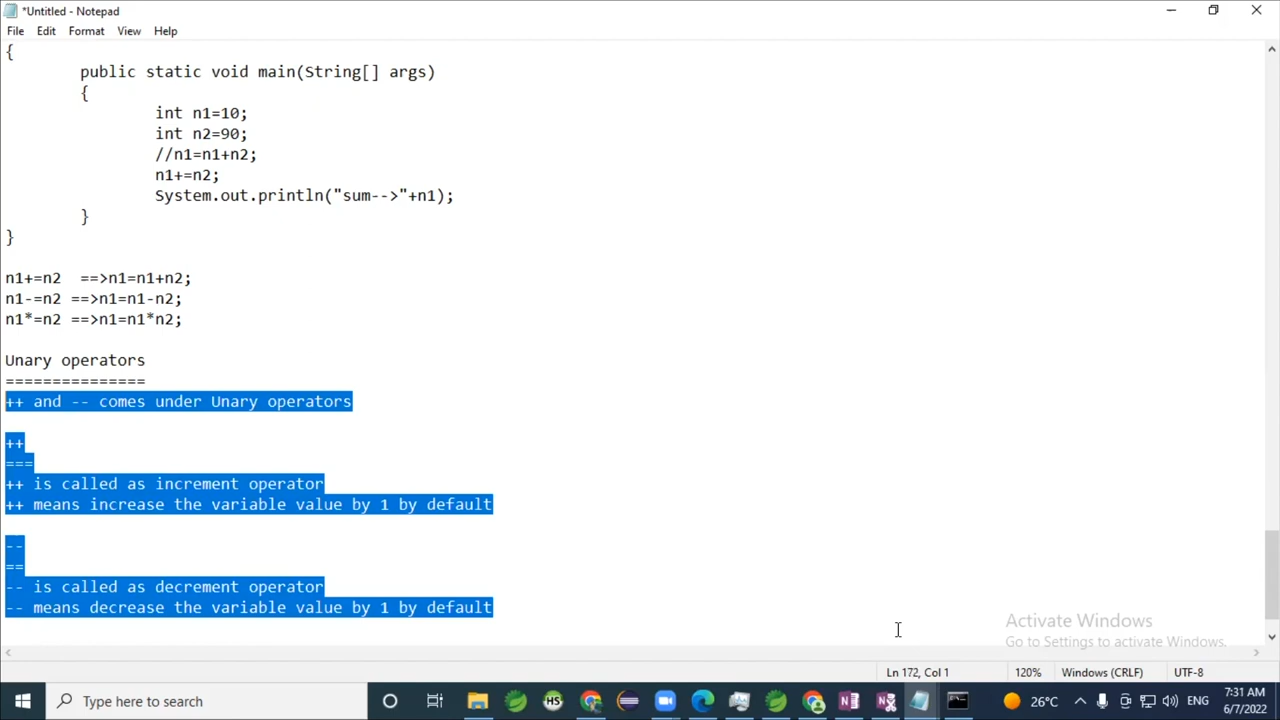 *Untitled - Notepad
File Edit Format View Help
{
public static void main(String[] args)
{
int n1=10;
int n2=90;
//n1=n1+n2;
n1+=n2;
System.out.println("sum-->"+n1);
}
}
n1+=n2  ==>n1=n1+n2;
n1-=n2 ==>n1=n1-n2;
n1*=n2 ==>n1=n1*n2;
Unary operators
===============
++ and -- comes under Unary operators
++
===
++ is called as increment operator
++ means increase the variable value by 1 by default
--
==
-- is called as decrement operator
-- means decrease the variable value by 1 by default
Activate Windows
Go to Settings to activate Windows.
Ln 172, Col 1 120% Windows (CRLF) UTF-8
Type here to search HS 26°C ENG 7:31 AM
6/7/2022